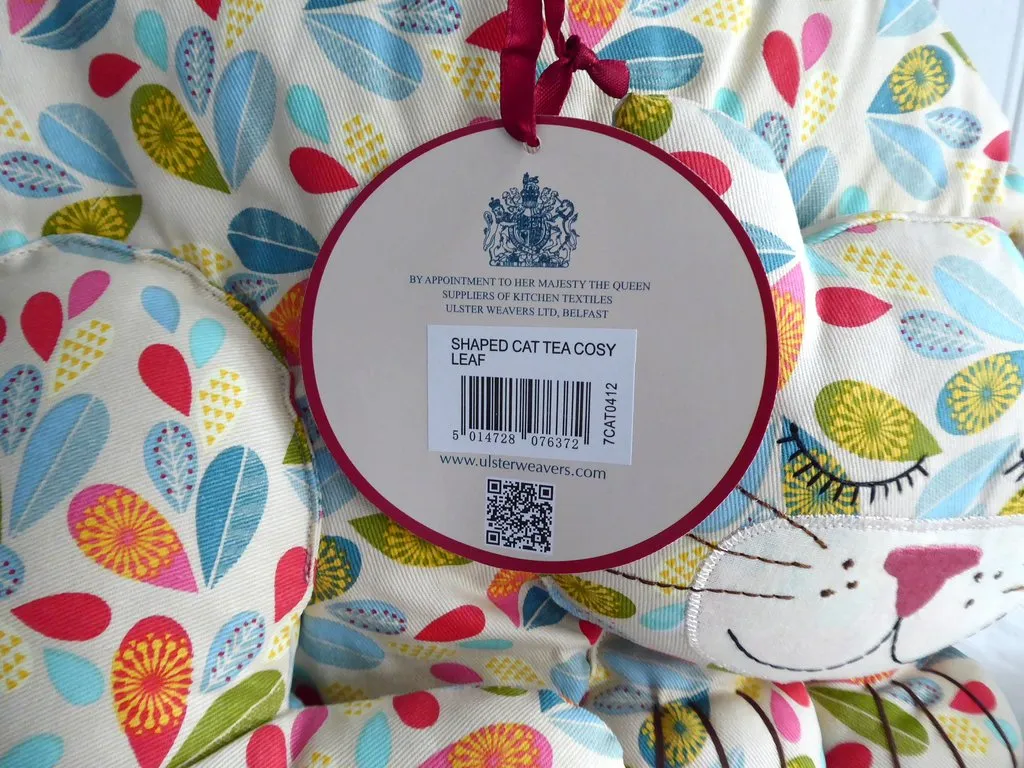 BY APPOINTMENT TO HER MAJESTY THE QUEEN
SUPPLIERS OF KITCHEN TEXTILES
ULSTER WEAVERS LTD, BELFAST
SHAPED CAT TEA COSY
LEAF
5 014728 076372
7CAT0412
www.ulsterweavers.com